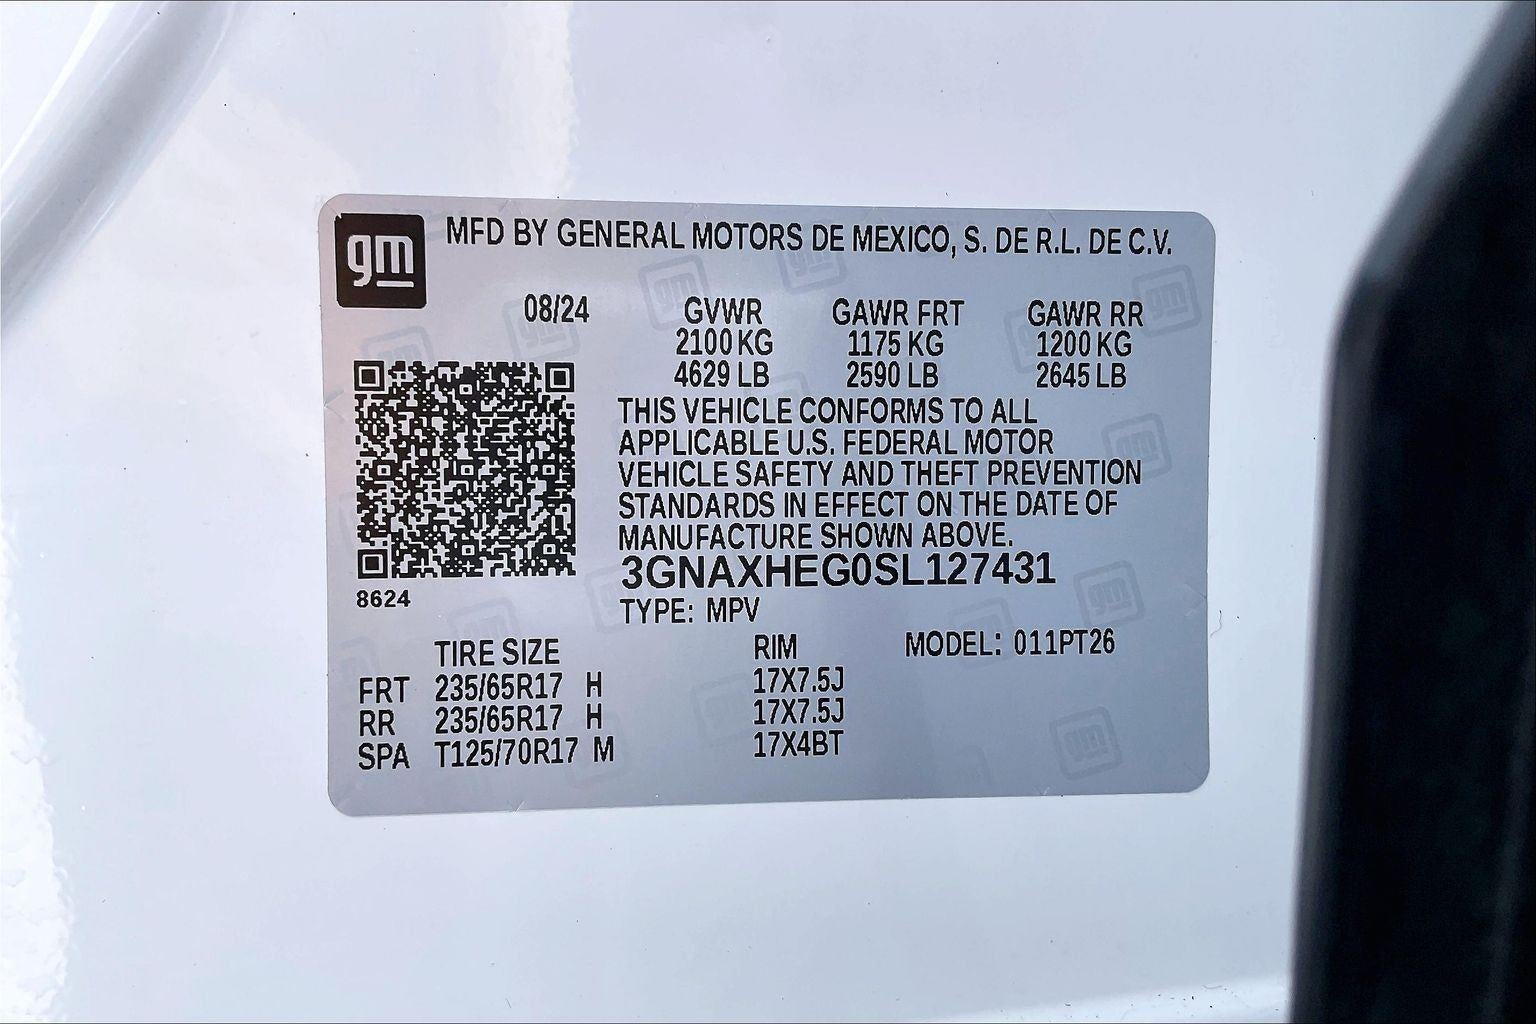 gm MFD BY GENERAL MOTORS DE MEXICO, S. DE R.L. DE C.V.
08/24 GVWR GAWR FRT GAWR RR
2100 KG 1175 KG 1200 KG
4629 LB 2590 LB 2645 LB
THIS VEHICLE CONFORMS TO ALL
APPLICABLE U.S. FEDERAL MOTOR
VEHICLE SAFETY AND THEFT PREVENTION
STANDARDS IN EFFECT ON THE DATE OF
MANUFACTURE SHOWN ABOVE.
3GNAXHEG0SL127431
8624 TYPE: MPV
TIRE SIZE RIM MODEL: 011PT26
FRT 235/65R17 H 17X7.5J
RR 235/65R17 H 17X7.5J
SPA T125/70R17 M 17X4BT